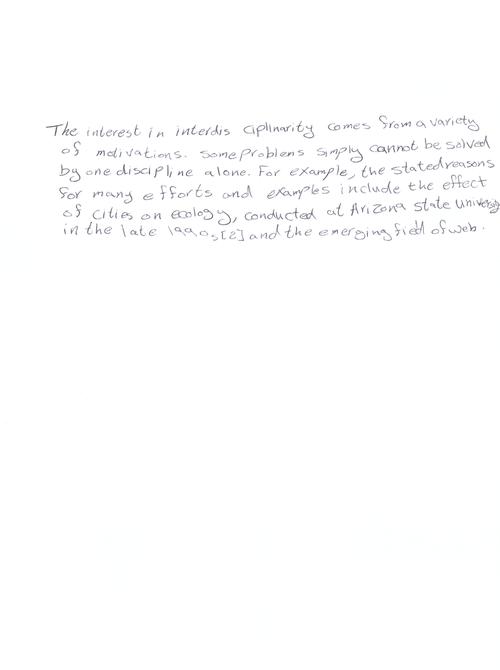 The interest in interdisciplinarity comes from a variety
of motivations. Some problems simply cannot be solved
by one discipline alone. For example, the stated reasons
for many efforts and examples include the effect
of cities on ecology, conducted at Arizona state University
in the late 1990s [2] and the emerging field of web.